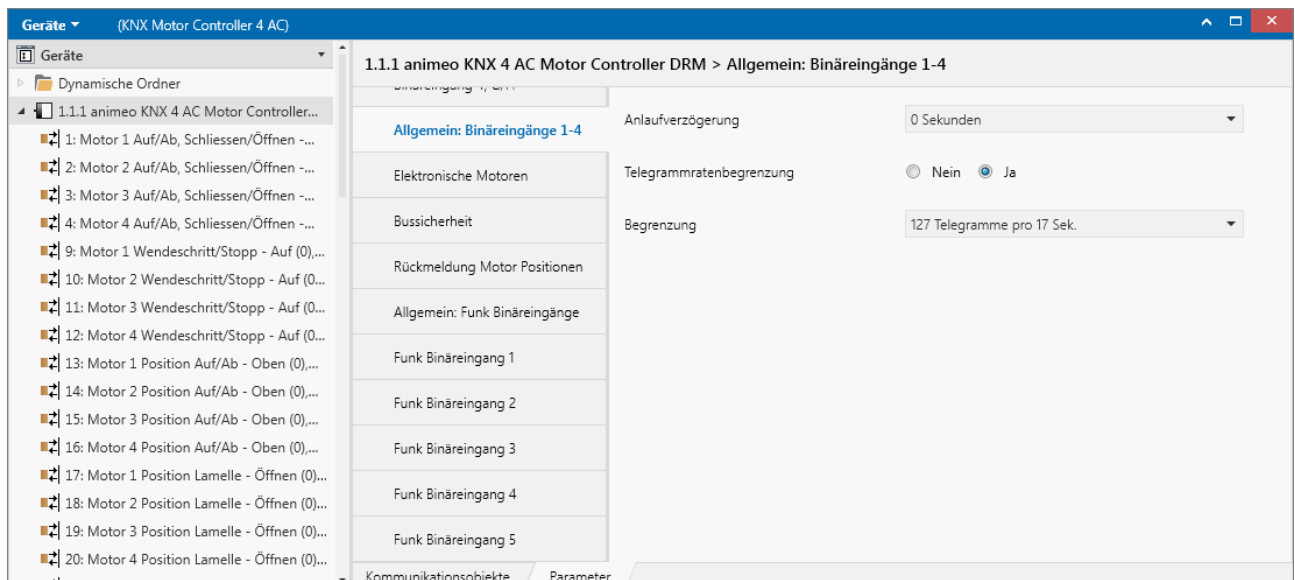 Geräte (KNX Motor Controller 4 AC)
Geräte
Dynamische Ordner
1.1.1 animeo KNX 4 AC Motor Controller...
1: Motor 1 Auf/Ab, Schliessen/Öffnen -...
2: Motor 2 Auf/Ab, Schliessen/Öffnen -...
3: Motor 3 Auf/Ab, Schliessen/Öffnen -...
4: Motor 4 Auf/Ab, Schliessen/Öffnen -...
9: Motor 1 Wendeschritt/Stopp - Auf (0),...
10: Motor 2 Wendeschritt/Stopp - Auf (0...
11: Motor 3 Wendeschritt/Stopp - Auf (0...
12: Motor 4 Wendeschritt/Stopp - Auf (0...
13: Motor 1 Position Auf/Ab - Oben (0),...
14: Motor 2 Position Auf/Ab - Oben (0),...
15: Motor 3 Position Auf/Ab - Oben (0),...
16: Motor 4 Position Auf/Ab - Oben (0),...
17: Motor 1 Position Lamelle - Öffnen (0)...
18: Motor 2 Position Lamelle - Öffnen (0)...
19: Motor 3 Position Lamelle - Öffnen (0)...
20: Motor 4 Position Lamelle - Öffnen (0)...
1.1.1 animeo KNX 4 AC Motor Controller DRM > Allgemein: Binäreingänge 1-4
Allgemein: Binäreingänge 1-4
Elektronische Motoren
Bussicherheit
Rückmeldung Motor Positionen
Allgemein: Funk Binäreingänge
Funk Binäreingang 1
Funk Binäreingang 2
Funk Binäreingang 3
Funk Binäreingang 4
Funk Binäreingang 5
Anlaufverzögerung 0 Sekunden
Telegrammratenbegrenzung Nein Ja
Begrenzung 127 Telegramme pro 17 Sek.
Kommunikationsobjekte Parameter